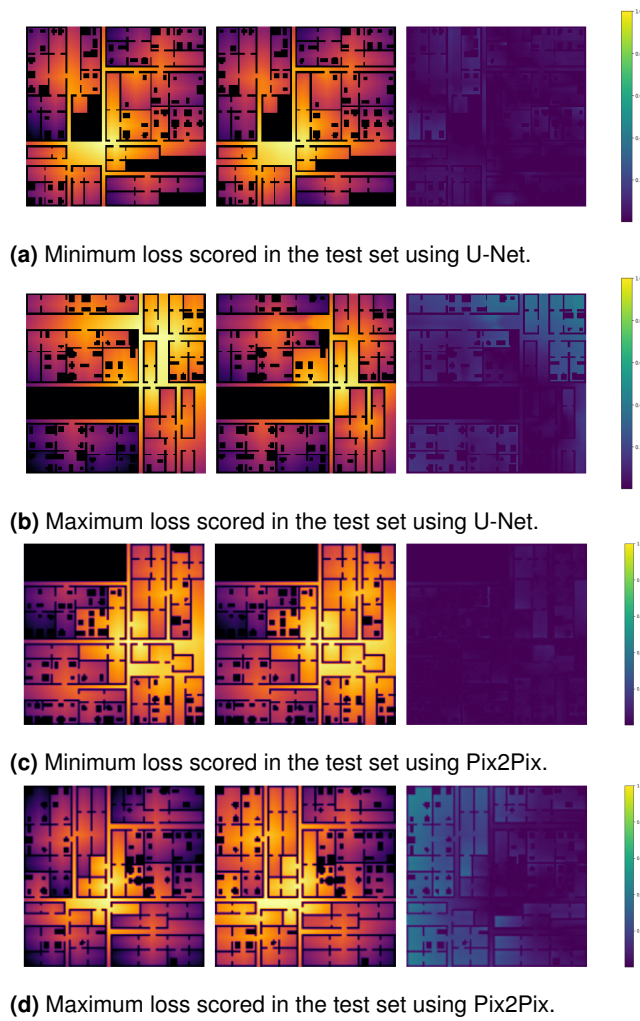 (a) Minimum loss scored in the test set using U-Net.
(b) Maximum loss scored in the test set using U-Net.
(c) Minimum loss scored in the test set using Pix2Pix.
(d) Maximum loss scored in the test set using Pix2Pix.